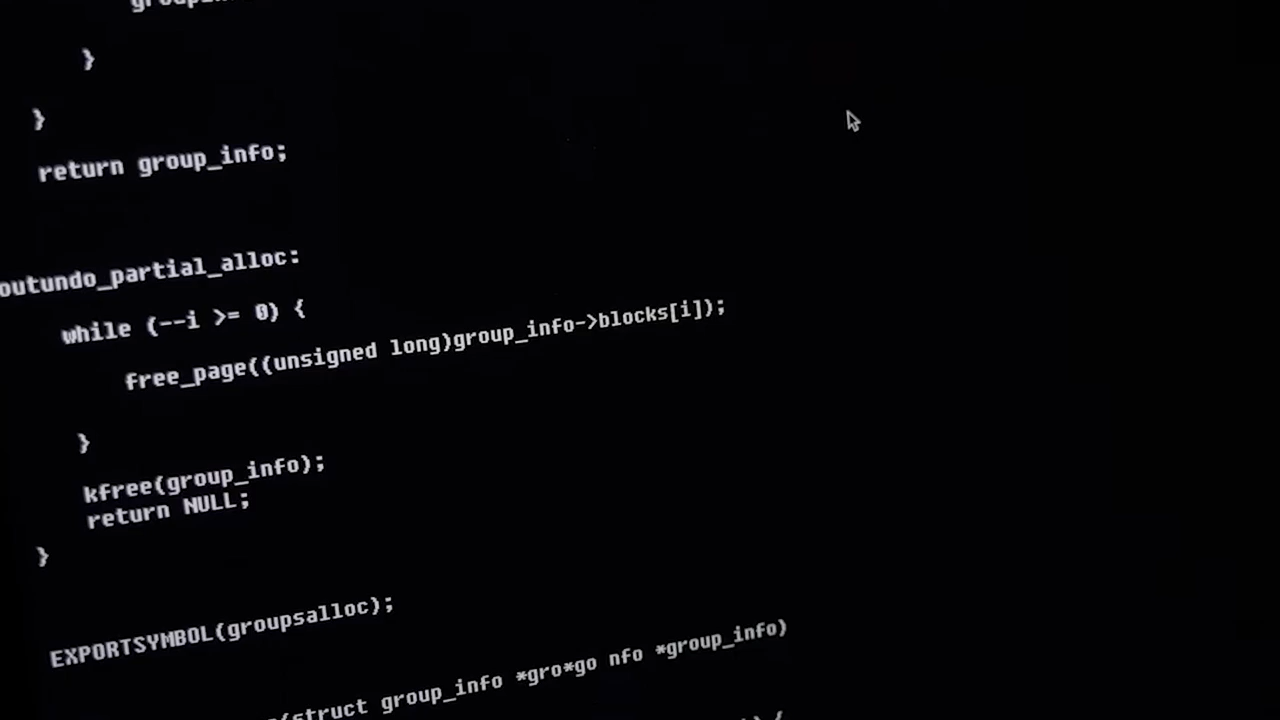 }
}
return group_info;
outundo_partial_alloc:
while (--i >= 0) {
free_page((unsigned long)group_info->blocks[i]);
}
kfree(group_info);
return NULL;
}
EXPORTSYMBOL(groupsalloc);
(struct group_info *gro*go nfo *group_info)